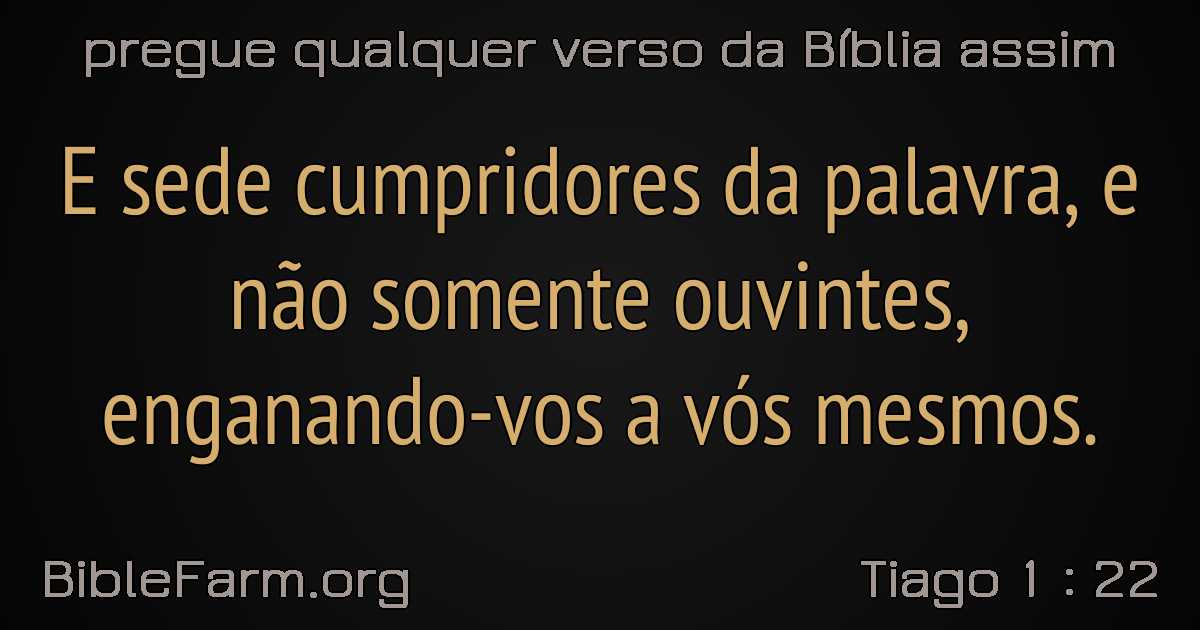 pregue qualquer verso da Bíblia assim
E sede cumpridores da palavra, e
não somente ouvintes,
enganando-vos a vós mesmos.
BibleFarm.org
Tiago 1 : 22